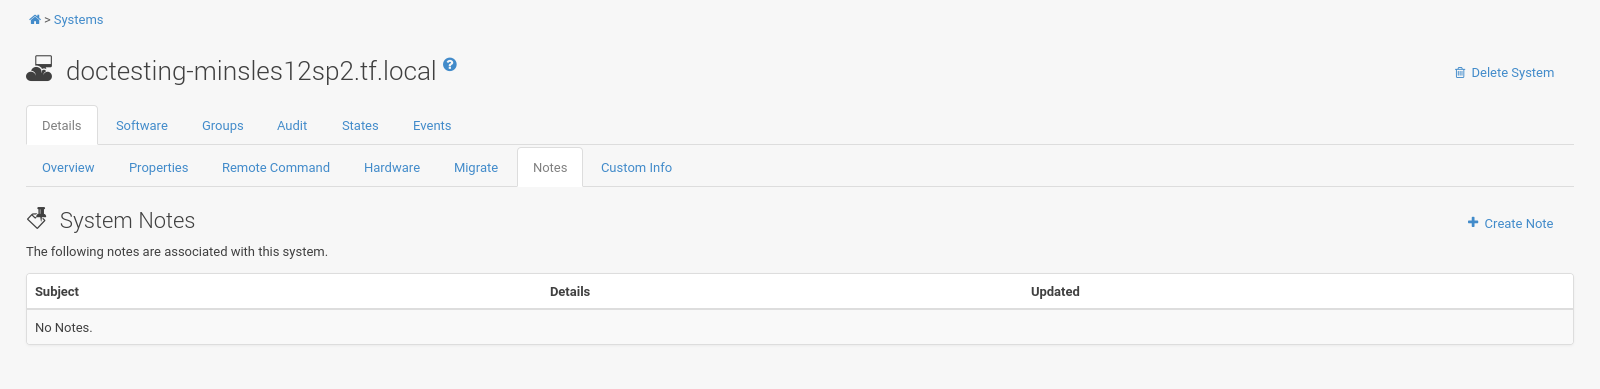 > Systems
doctesting-minsles12sp2.tf.local ?
Delete System
Details Software Groups Audit States Events
Overview Properties Remote Command Hardware Migrate Notes Custom Info
System Notes
+ Create Note
The following notes are associated with this system.
Subject Details Updated
No Notes.